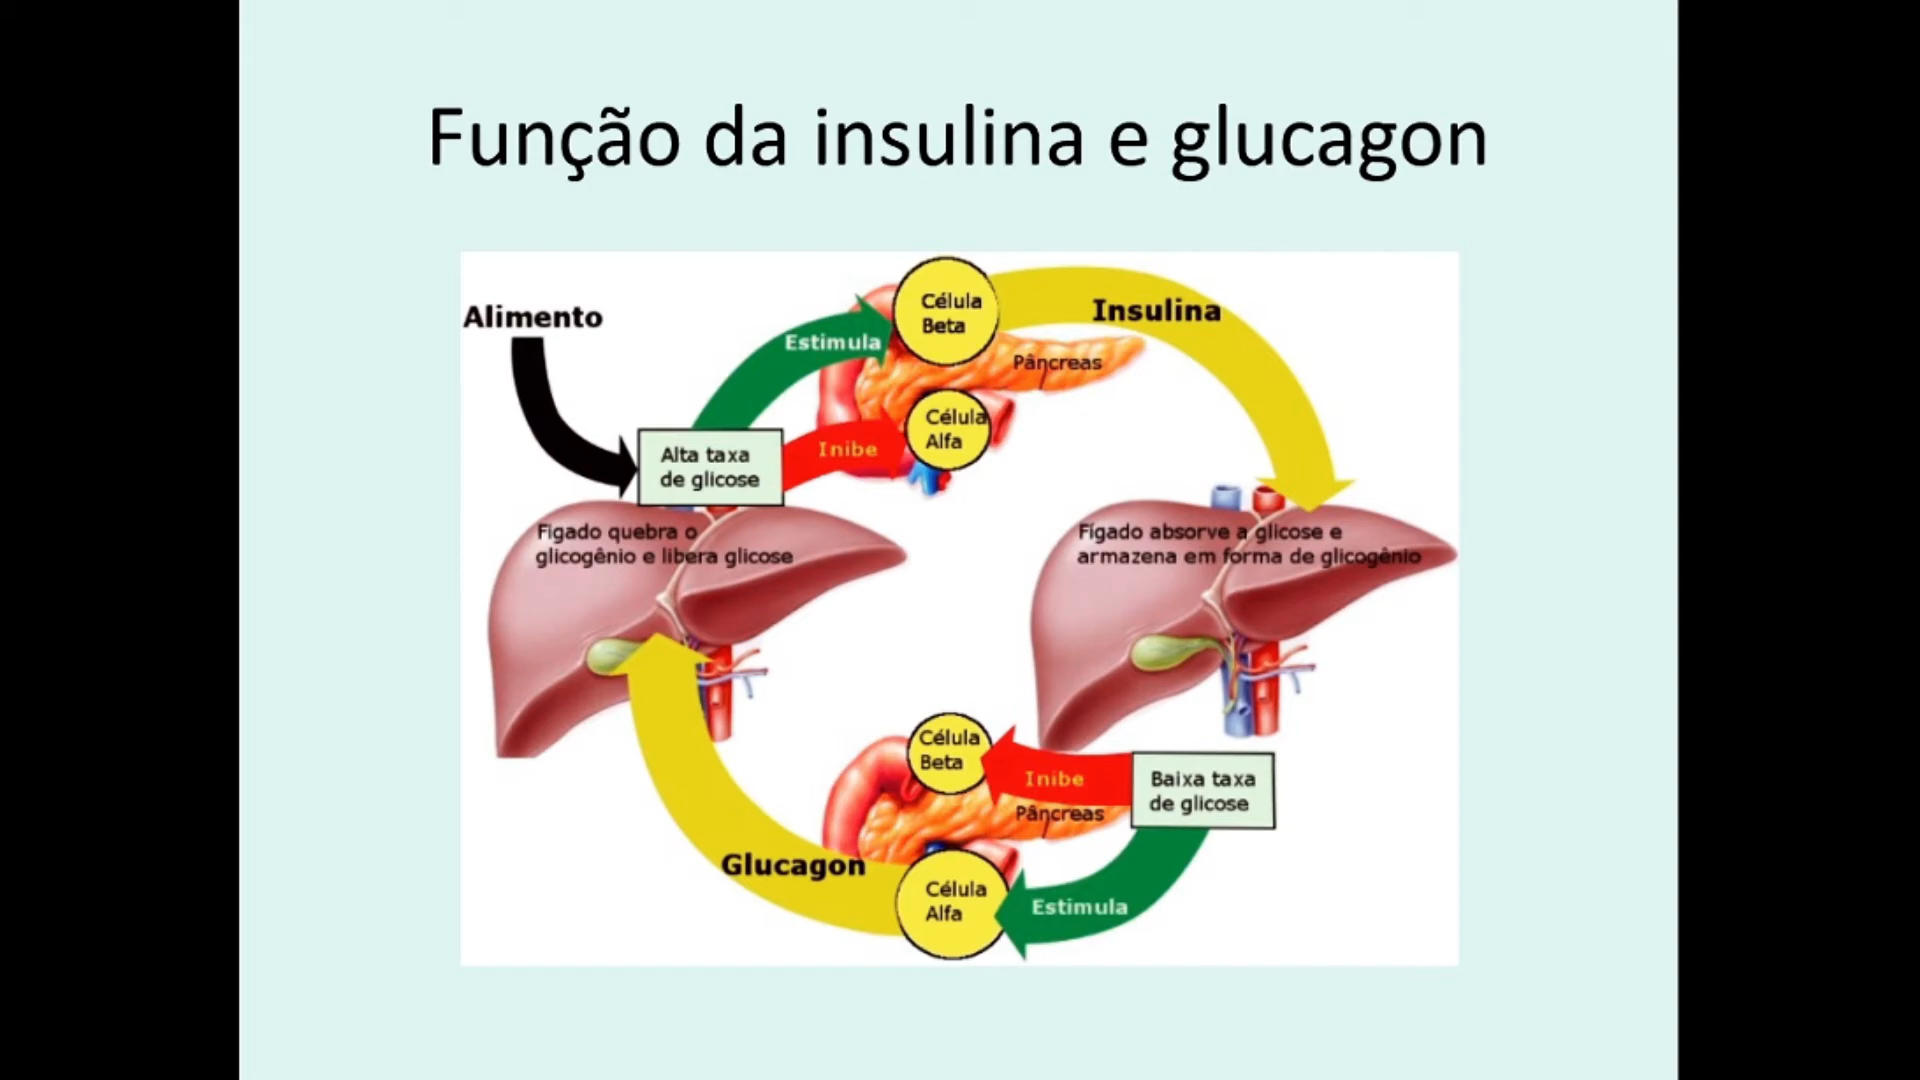 Função da insulina e glucagon
Alimento
Estimula
Célula
Beta
Insulina
Pâncreas
Célula
Alfa
Inibe
Alta taxa
de glicose
Figado quebra o
glicogênio e libera glicose
Fígado absorve a glicose e
armazena em forma de glicogênio
Célula
Beta
Inibe
Baixa taxa
de glicose
Pâncreas
Glucagon
Célula
Alfa
Estimula